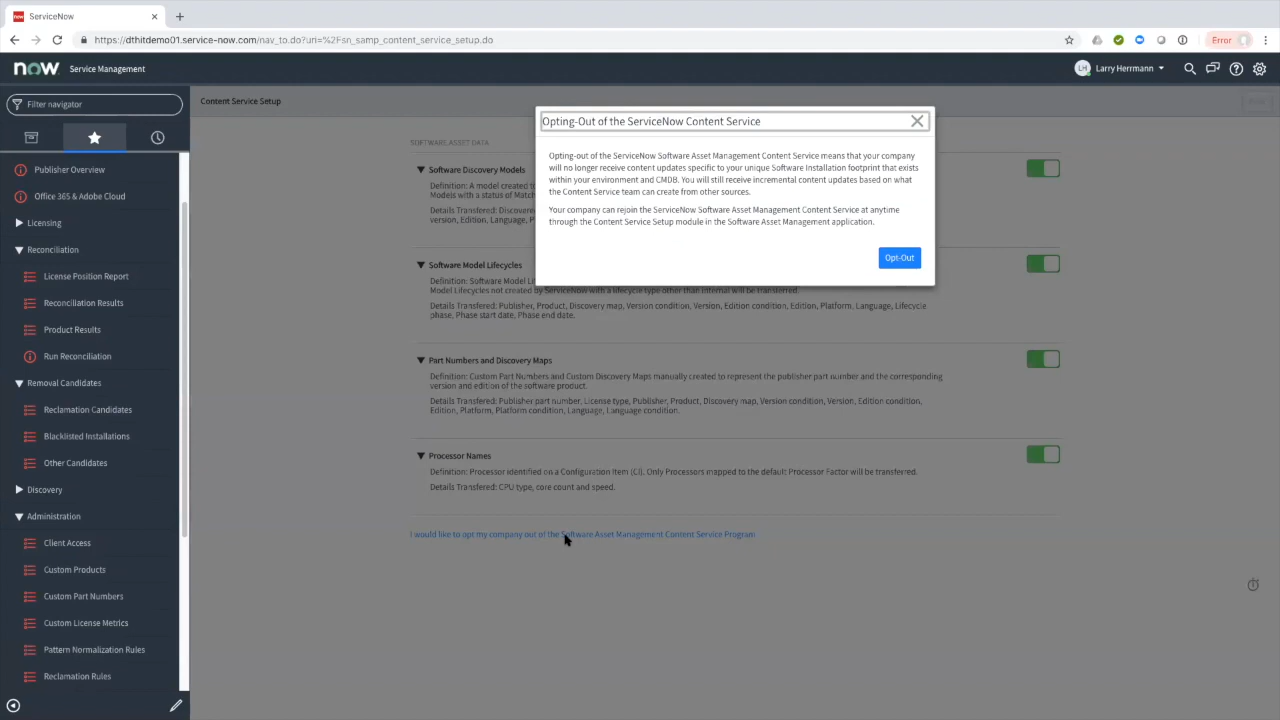 ServiceNow
https://dthitdemo01.service-now.com/nav_to.do?uri=%2Fsn_samp_content_service_setup.do
Error
now Service Management
LH Larry Herrmann
Filter navigator
Publisher Overview
Office 365 & Adobe Cloud
Licensing
Reconciliation
License Position Report
Reconciliation Results
Product Results
Run Reconciliation
Removal Candidates
Reclamation Candidates
Blacklisted Installations
Other Candidates
Discovery
Administration
Client Access
Custom Products
Custom Part Numbers
Custom License Metrics
Pattern Normalization Rules
Reclamation Rules
Content Service Setup
SOFTWARE ASSET DATA
Software Discovery Models
Definition: A model created to
Models with a status of Match
Details Transferred: Discovere
version, Edition, Language, P
Software Model Lifecycles
Definition: Software Model Li
Model Lifecycles not created by ServiceNow with a lifecycle type other than Internal will be transferred.
Details Transferred: Publisher, Product, Discovery map, Version condition, Version, Edition condition, Edition, Platform, Language, Lifecycle
phase, Phase start date, Phase end date.
Part Numbers and Discovery Maps
Definition: Custom Part Numbers and Custom Discovery Maps manually created to represent the publisher part number and the corresponding
version and edition of the software product.
Details Transferred: Publisher part number, License type, Publisher, Product, Discovery map, Version condition, Version, Edition condition,
Edition, Platform, Platform condition, Language, Language condition.
Processor Names
Definition: Processor identified on a Configuration Item (CI). Only Processors mapped to the default Processor Factor will be transferred.
Details Transferred: CPU type, core count and speed.
I would like to opt my company out of the Software Asset Management Content Service Program
Opting-Out of the ServiceNow Content Service
Opting-out of the ServiceNow Software Asset Management Content Service means that your company
will no longer receive content updates specific to your unique Software Installation footprint that exists
within your environment and CMDB. You will still receive incremental content updates based on what
the Content Service team can create from other sources.
Your company can rejoin the ServiceNow Software Asset Management Content Service at anytime
through the Content Service Setup module in the Software Asset Management application.
Opt-Out